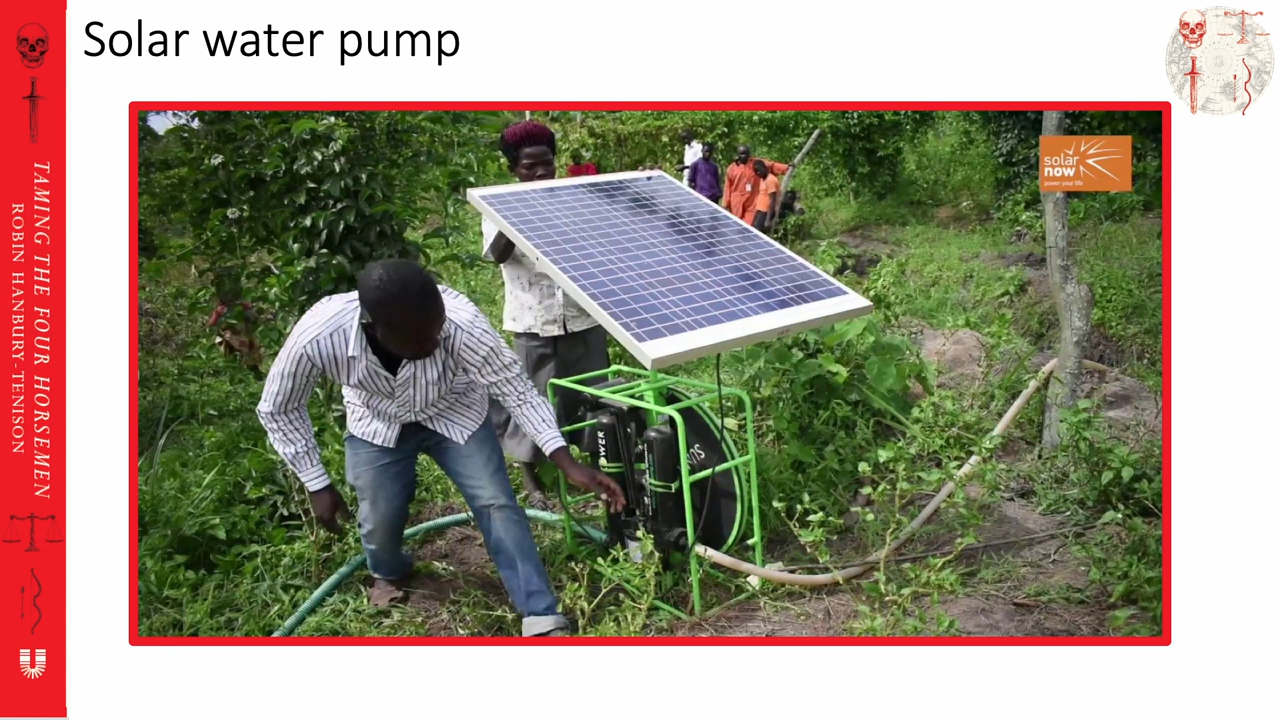 Solar water pump
TAMING THE FOUR HORSEMEN
ROBIN HANBURY-TENISON
solar
now
power your life